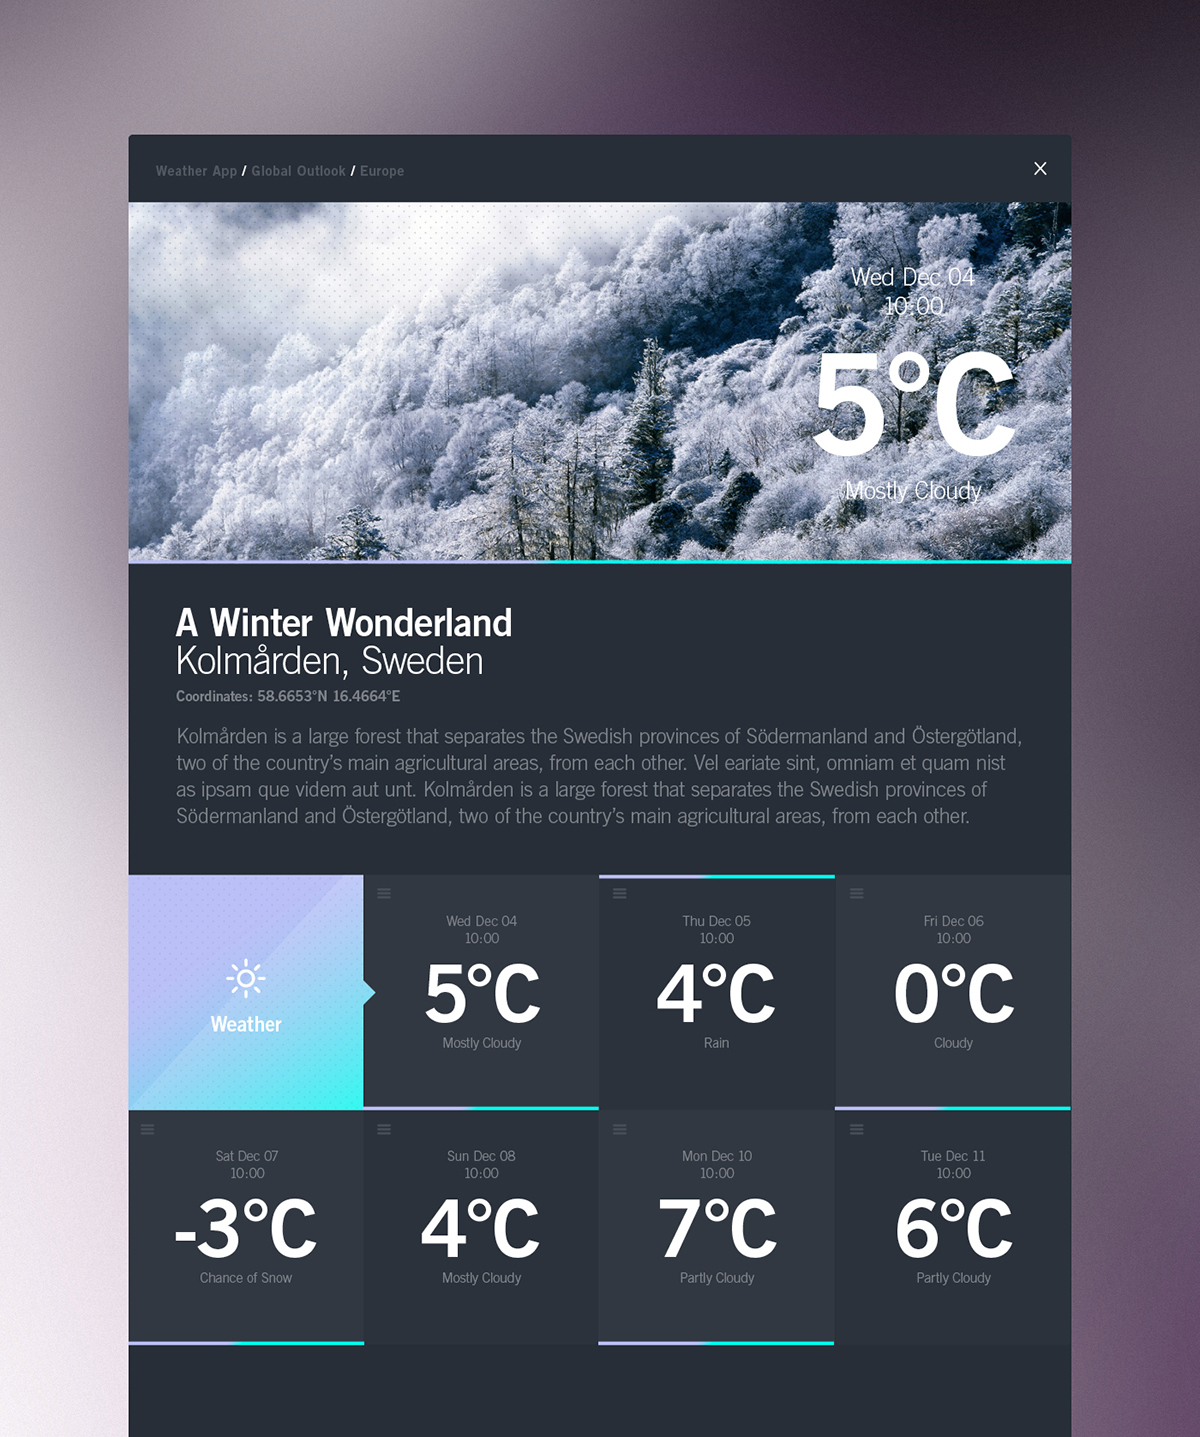 Weather App / Global Outlook / Europe
Wed Dec 04
10:00
5°C
Mostly Cloudy
A Winter Wonderland
Kolmården, Sweden
Coordinates: 58.6653°N 16.4664°E
Kolmården is a large forest that separates the Swedish provinces of Södermanland and Östergötland,
two of the country’s main agricultural areas, from each other. Vel eariate sint, omniam et quam nist
as ipsam que videm aut unt. Kolmården is a large forest that separates the Swedish provinces of
Södermanland and Östergötland, two of the country’s main agricultural areas, from each other.
Weather
Wed Dec 04
10:00
5°C
Mostly Cloudy
Thu Dec 05
10:00
4°C
Rain
Fri Dec 06
10:00
0°C
Cloudy
Sat Dec 07
10:00
-3°C
Chance of Snow
Sun Dec 08
10:00
4°C
Mostly Cloudy
Mon Dec 10
10:00
7°C
Partly Cloudy
Tue Dec 11
10:00
6°C
Partly Cloudy